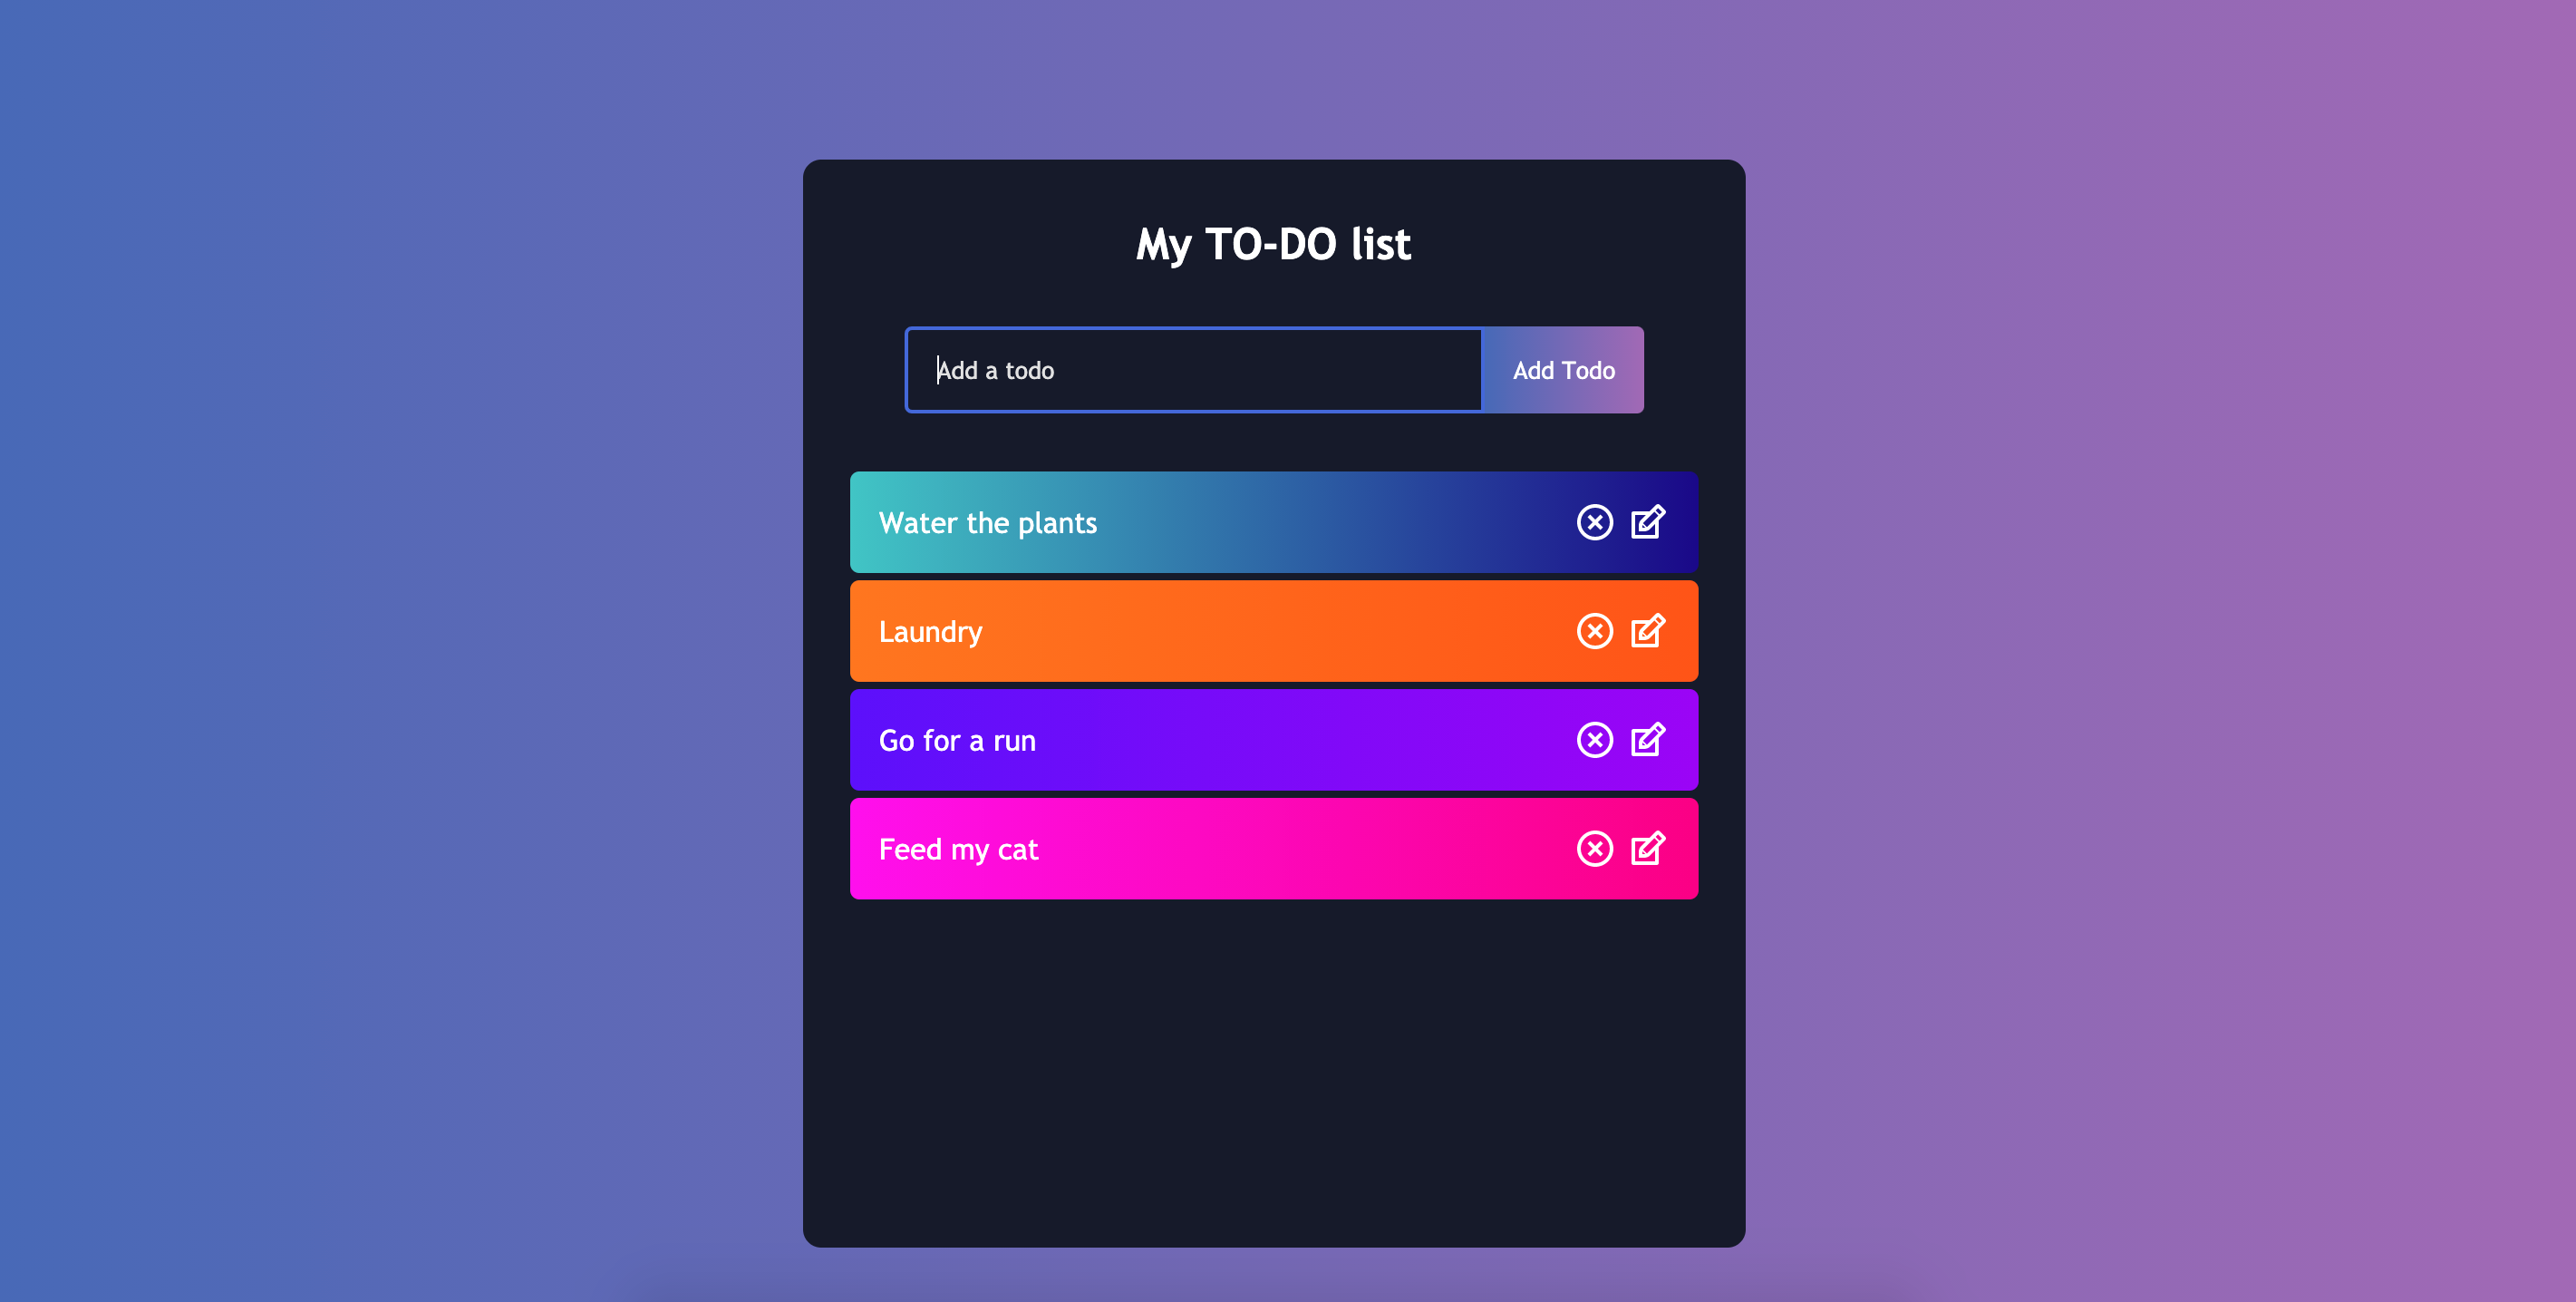 My TO-DO list
Add a todo
Add Todo
Water the plants
Laundry
Go for a run
Feed my cat